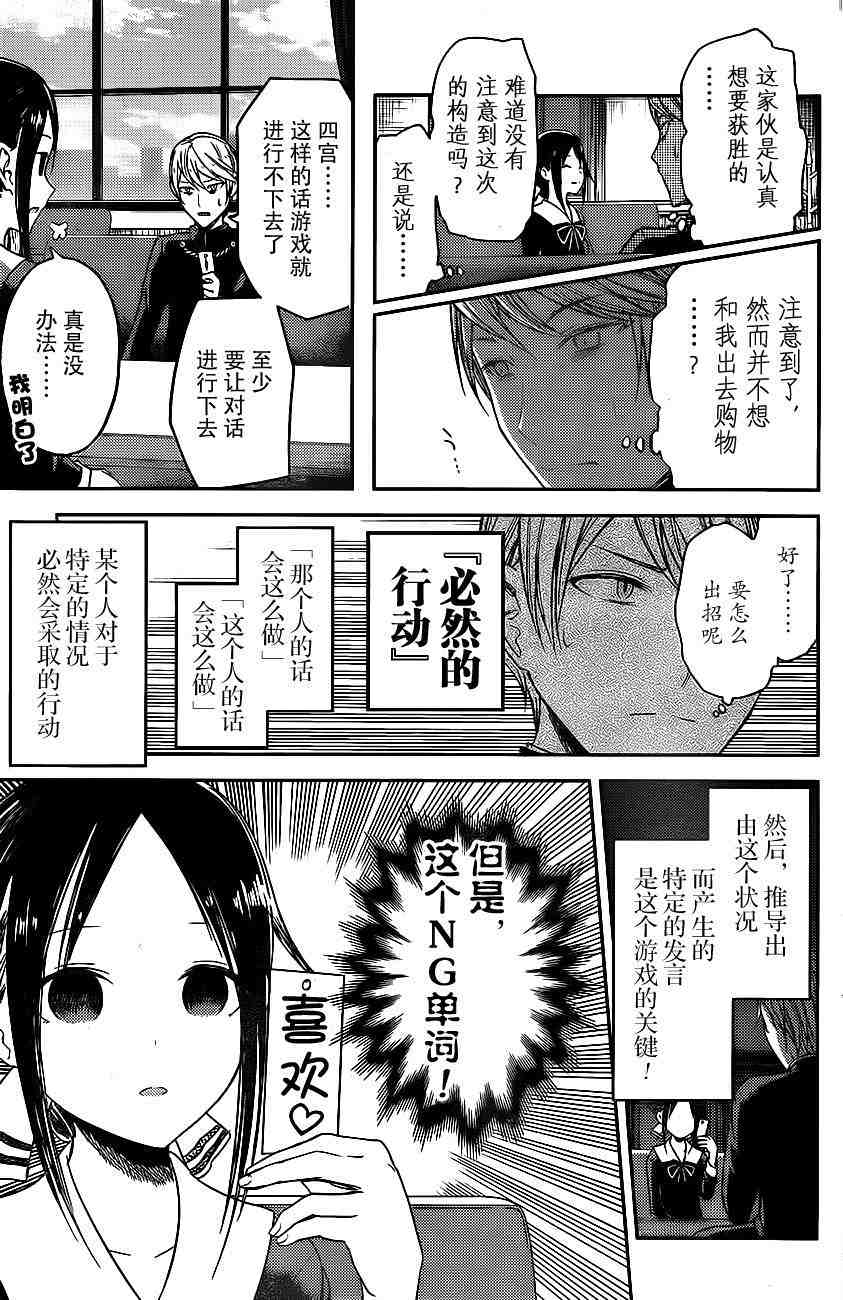 这家伙是认真
想要获胜的
……
难道没有
注意到这次
的构造吗？
还是说……
注意到了，
然而并不想
和我出去购物
……？
…
四宫……
这样的话游戏就
进行不下去了
至少
要让对话
进行下去
真是没
办法……
我明白了
好了……
要怎么
出招呢
『必然的
行动』
「那个人的话
会这么做」
「这个人的话
会这么做」
某个人对于
特定的情况
必然会采取的行动
然后，推导出
由这个状况
而产生的
特定的发言
是这个游戏的关键！
但是，
这个NG单词！
喜欢♡